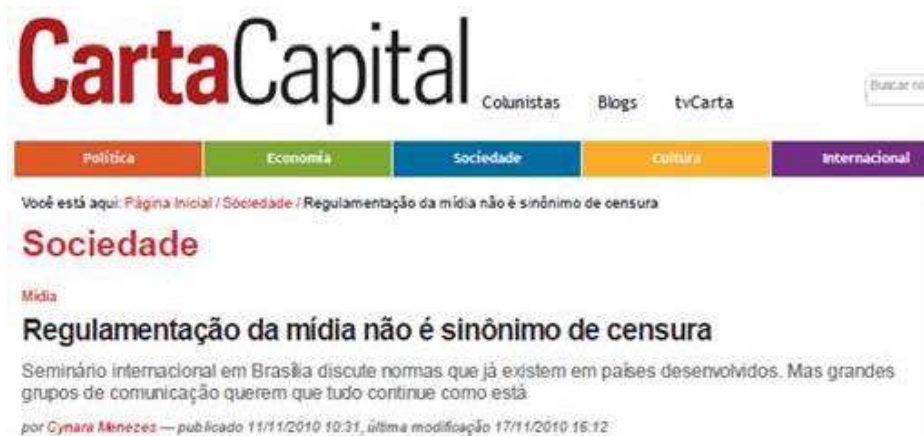 CartaCapital
Colunistas Blogs tvCarta
Política Economia Sociedade Cultura Internacional
Você está aqui: Página Inicial / Sociedade / Regulamentação da mídia não é sinônimo de censura
Sociedade
Mídia
Regulamentação da mídia não é sinônimo de censura
Seminário internacional em Brasília discute normas que já existem em países desenvolvidos. Mas grandes
grupos de comunicação querem que tudo continue como está
por Cynara Menezes — publicado 11/11/2010 10:31, última modificação 17/11/2010 16:12